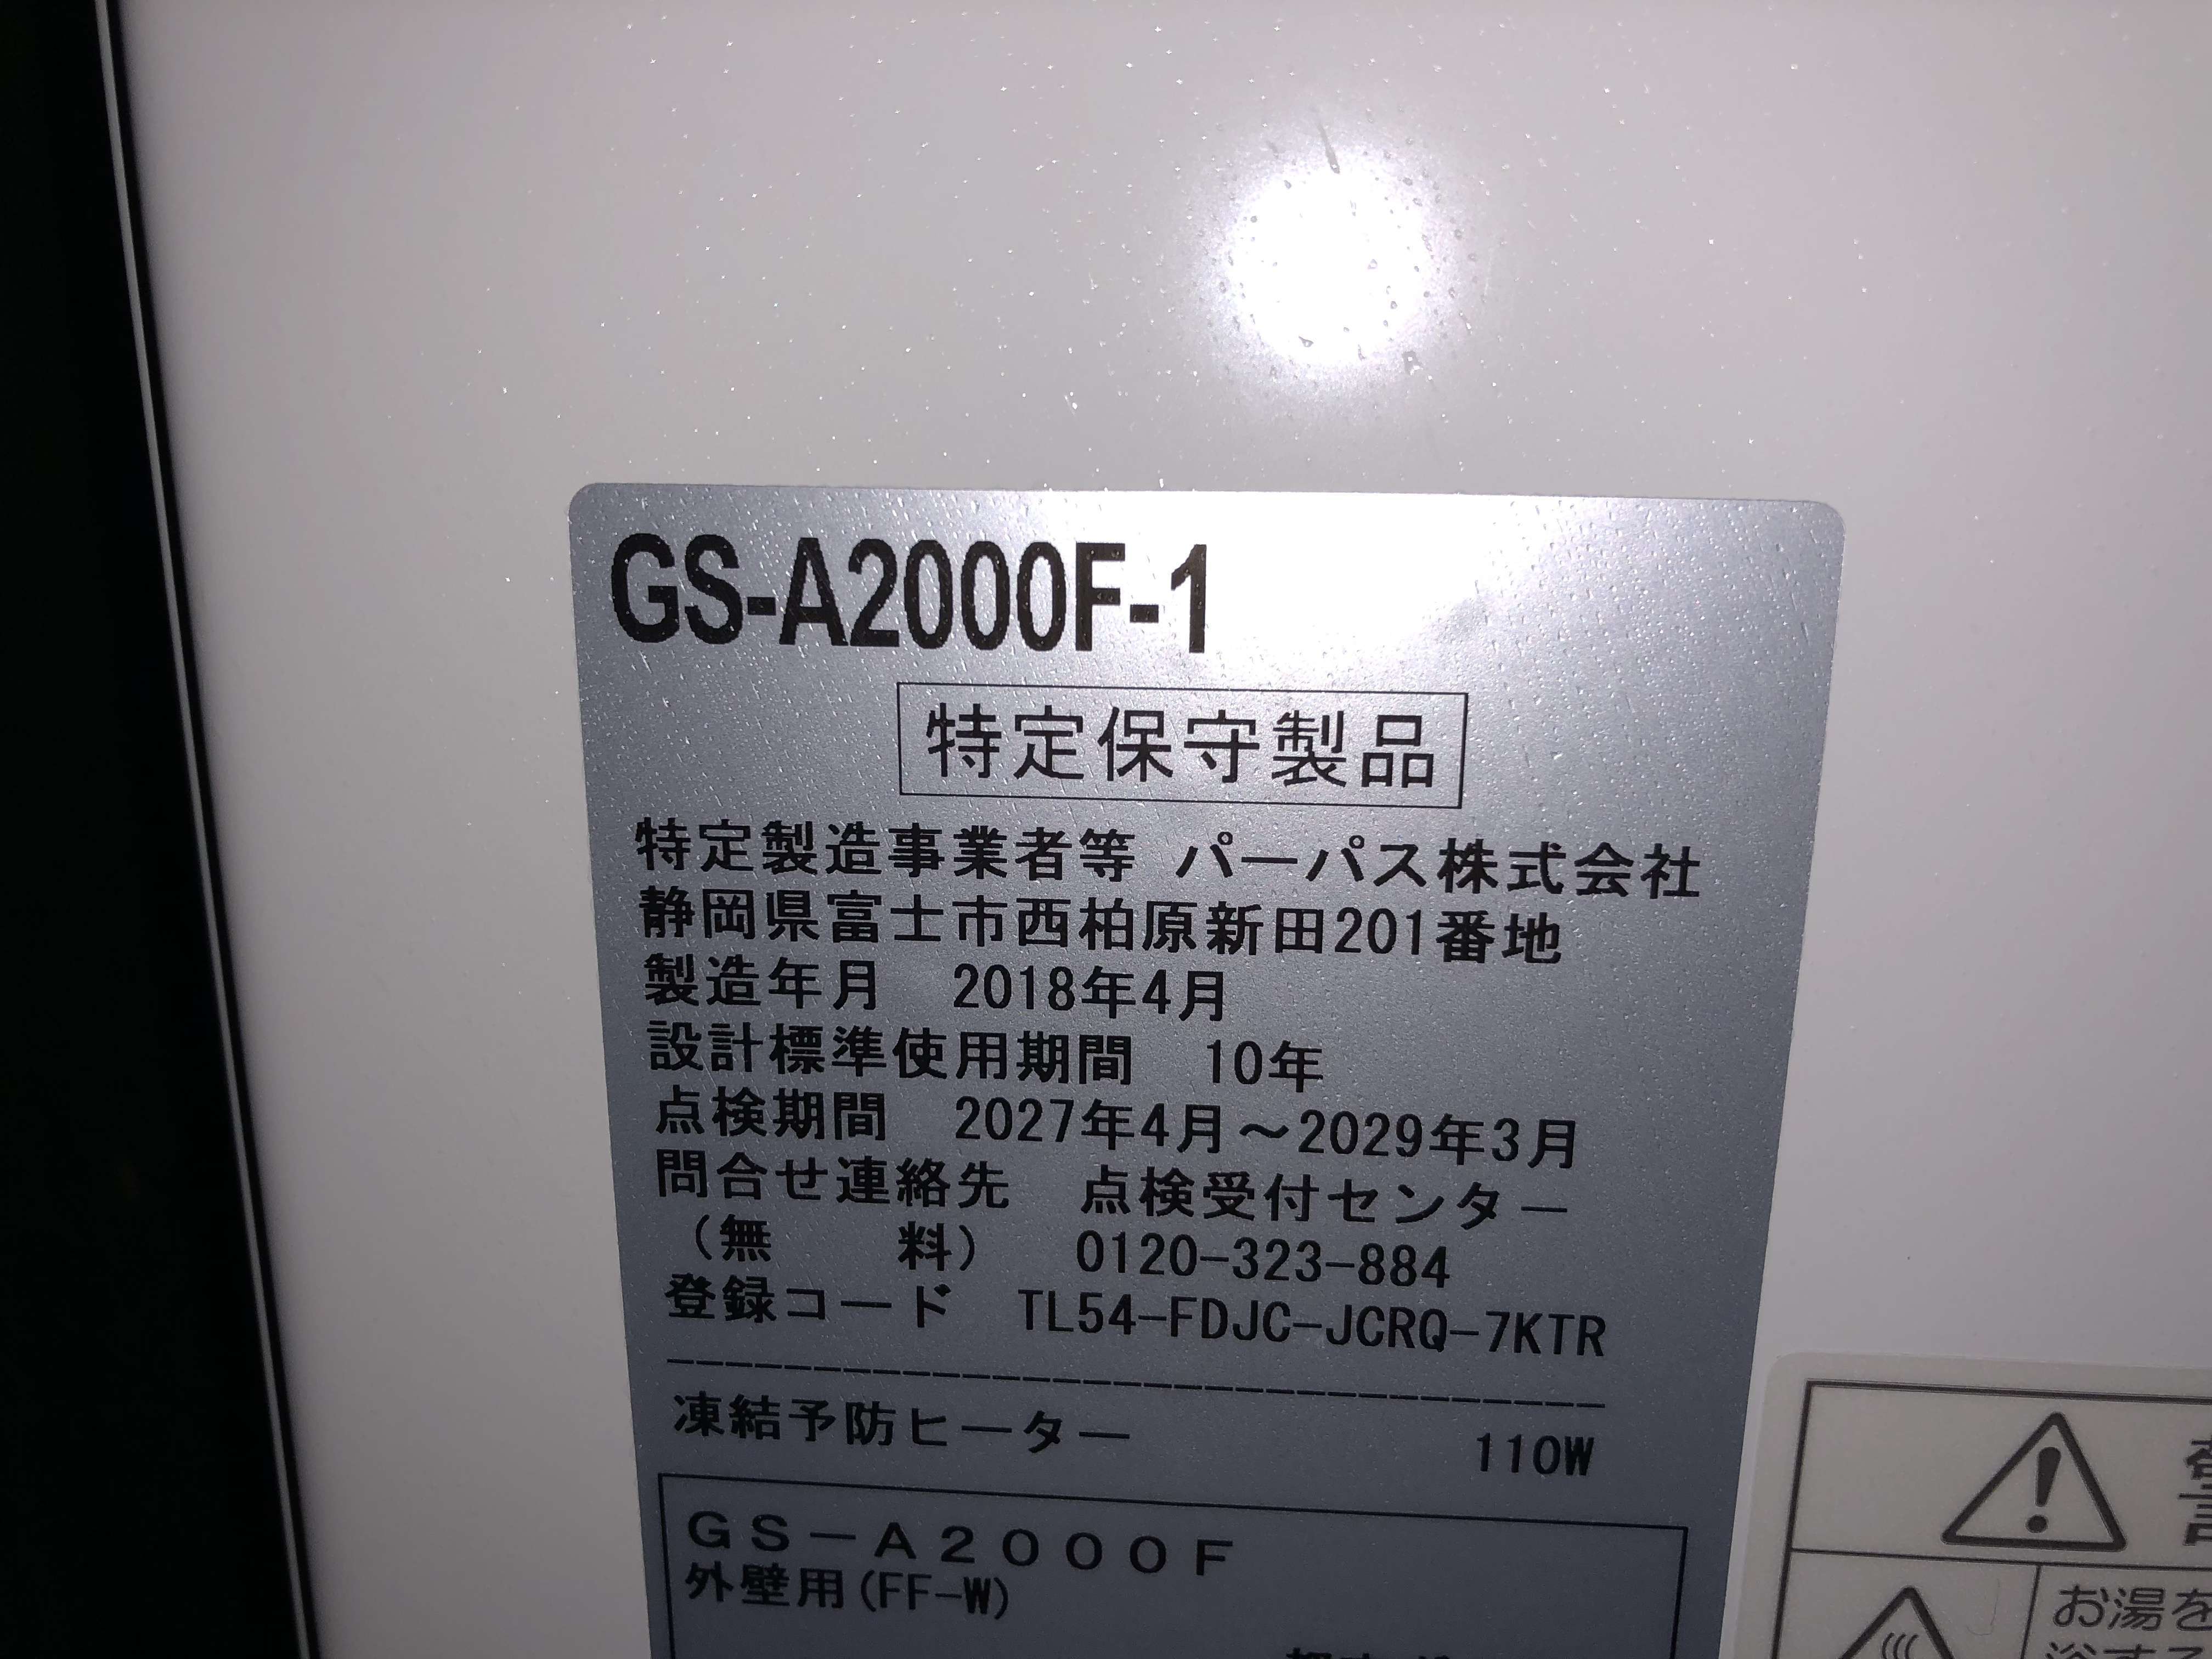 GS-A2000F-1
特定保守製品
特定製造事業者等 パーパス株式会社
静岡県富士市西柏原新田201番地
製造年月 2018年4月
設計標準使用期間 10年
点検期間 2027年4月～2029年3月
問合せ連絡先 点検受付センター
（無 料） 0120-323-884
登録コード TL54-FDJC-JCRQ-7KTR
凍結予防ヒーター 110W
GS-A2000F
外壁用(FF-W)
お湯を